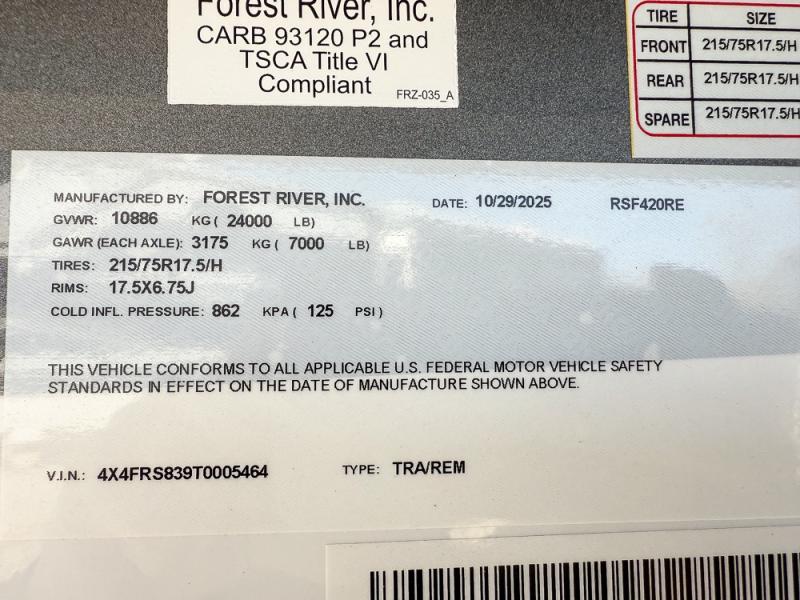 Forest River, Inc.
CARB 93120 P2 and
TSCA Title VI
Compliant
FRZ-035_A
TIRE SIZE
FRONT 215/75R17.5/H
REAR 215/75R17.5/H
SPARE 215/75R17.5/H
MANUFACTURED BY: FOREST RIVER, INC. DATE: 10/29/2025 RSF420RE
GVWR: 10886 KG ( 24000 LB)
GAWR (EACH AXLE): 3175 KG ( 7000 LB)
TIRES: 215/75R17.5/H
RIMS: 17.5X6.75J
COLD INFL. PRESSURE: 862 KPA ( 125 PSI )
THIS VEHICLE CONFORMS TO ALL APPLICABLE U.S. FEDERAL MOTOR VEHICLE SAFETY
STANDARDS IN EFFECT ON THE DATE OF MANUFACTURE SHOWN ABOVE.
V.I.N.: 4X4FRS839T0005464 TYPE: TRA/REM